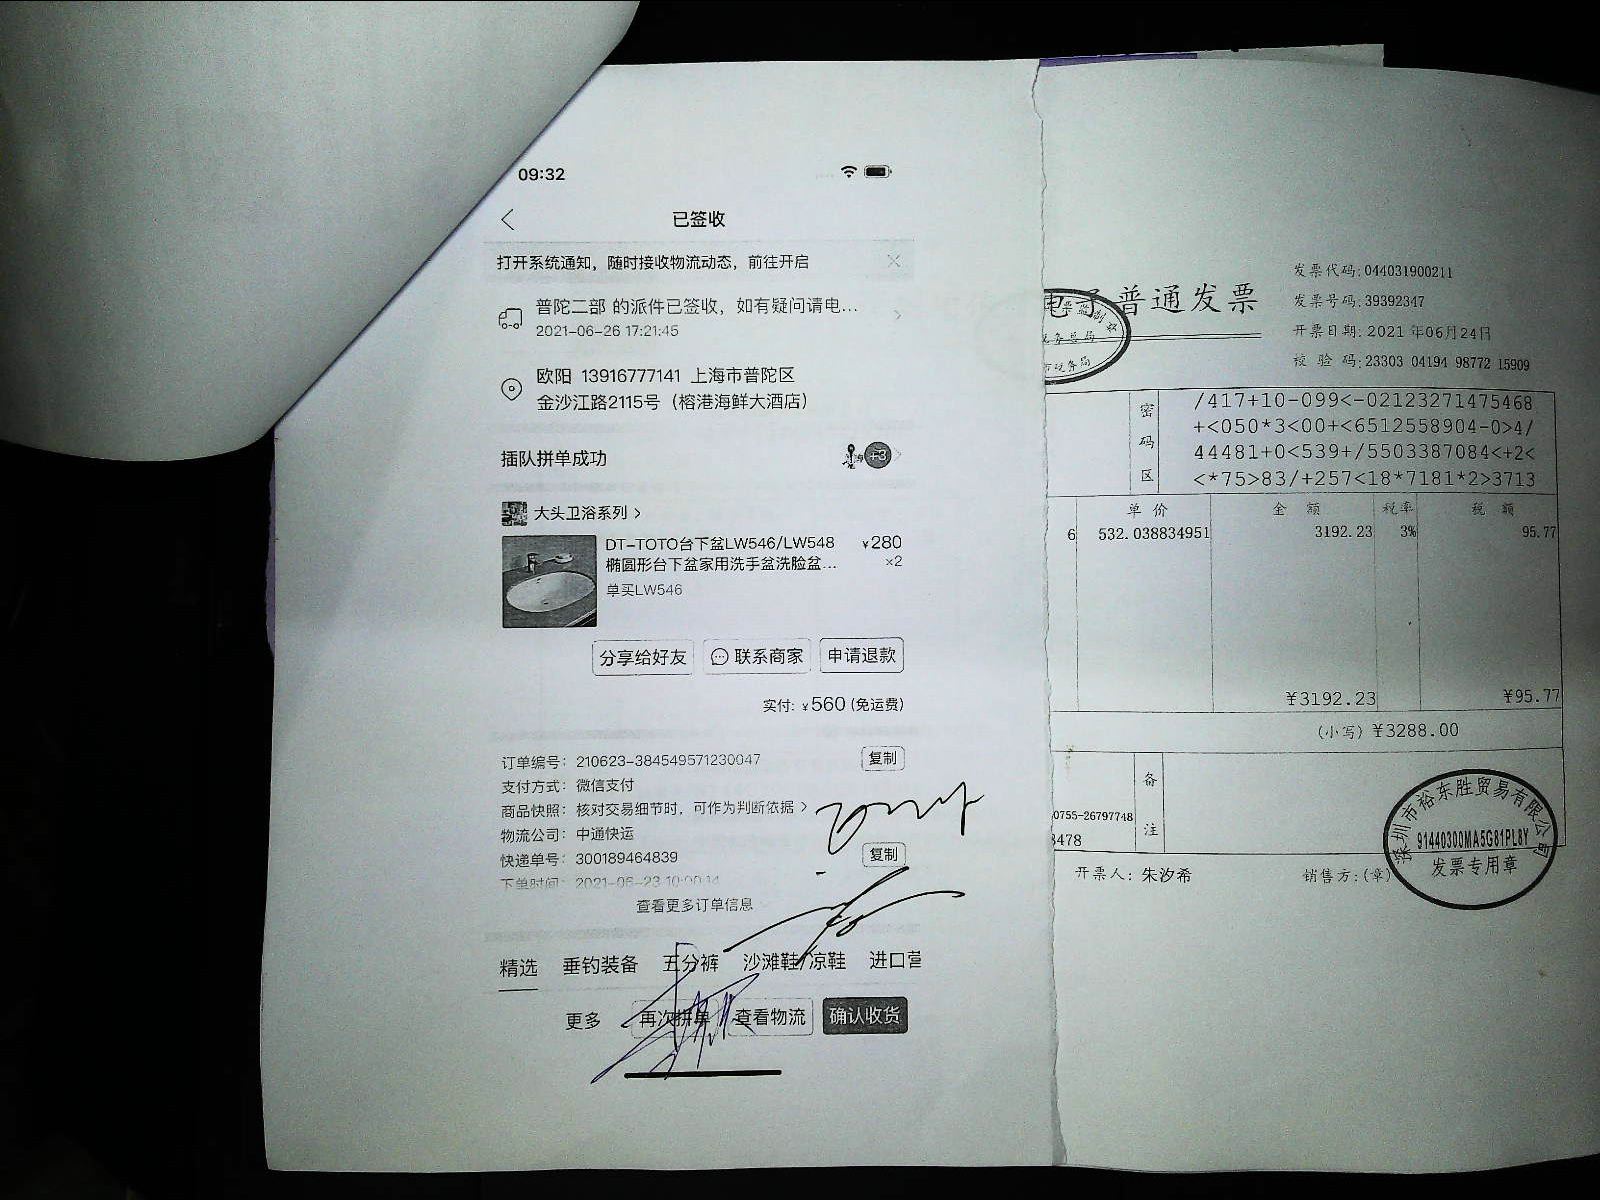 09:32
已签收
打开系统通知，随时接收物流动态，前往开启
普陀二部 的派件已签收，如有疑问请电...
2021-06-26 17:21:45
欧阳 13916777141 上海市普陀区
金沙江路2115号（榕港海鲜大酒店）
插队拼单成功
+3
大头卫浴系列 >
DT-TOTO台下盆LW546/LW548 ¥280
椭圆形台下盆家用洗手盆洗脸盆... ×2
单买LW546
分享给好友 联系商家 申请退款
实付: ¥560 (免运费)
订单编号: 210623-384549571230047 复制
支付方式: 微信支付
商品快照: 核对交易细节时，可作为判断依据 >
物流公司: 中通快运
快递单号: 300189464839 复制
下单时间: 2021-06-23 10:00:14
查看更多订单信息
精选 垂钓装备 五分裤 沙滩鞋/凉鞋 进口营
更多 再次拼单 查看物流 确认收货
电子普通发票
发票代码: 044031900211
发票号码: 39392347
开票日期: 2021 年06月24日
校 验 码: 23303 04194 98772 15909
密码区
/417+10-099<-02123271475468
+<050*3<00+<6512558904-0>4/
44481+0<539+/5503387084<+2<
<*75>83/+257<18*7181*2>3713
单 价 金 额 税率 税 额
6 532.038834951 3192.23 3% 95.77
¥3192.23 ¥95.77
(小写) ¥3288.00
0755-26797748
8478
备注
开票人: 朱汐希 销售方:(章)
深圳市裕东胜贸易有限公司
91440300MA5G81PL8Y
发票专用章